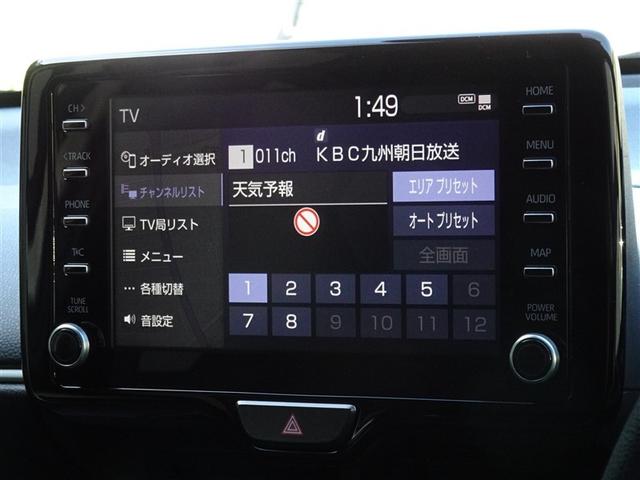 CH>
<TRACK
PHONE
T&C
TUNE
SCROLL
TV
1:49
DCM
DCM
オーディオ選択
チャンネルリスト
TV局リスト
メニュー
各種切替
音設定
d
1 011ch KBC九州朝日放送
天気予報
エリア プリセット
オート プリセット
全画面
1 2 3 4 5 6
7 8 9 10 11 12
HOME
MENU
AUDIO
MAP
POWER
VOLUME